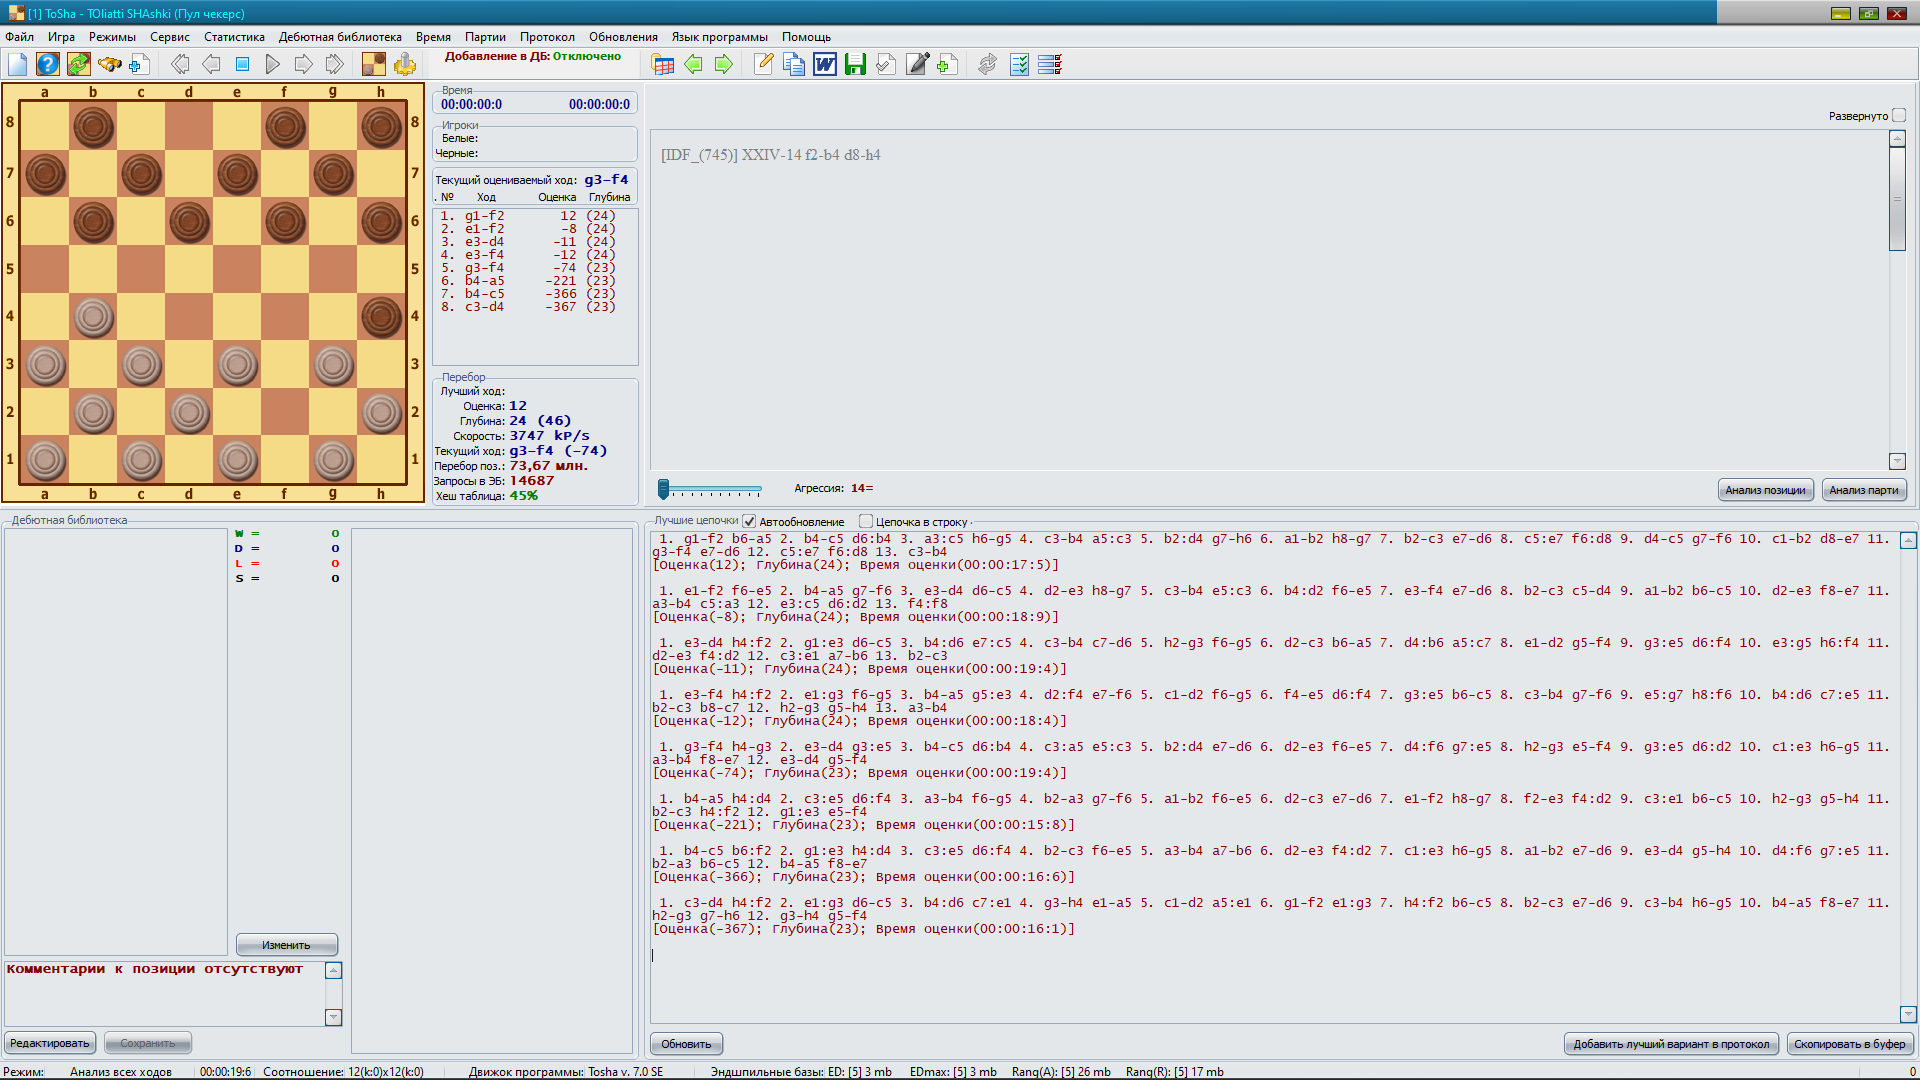 [1] ToSha - TOliatti SHAshki (Пул чекерс)
Файл Игра Режимы Сервис Статистика Дебютная библиотека Время Партии Протокол Обновления Язык программы Помощь
Добавление в ДБ: Отключено
a b c d e f g h
8 8
7 7
6 6
5 5
4 4
3 3
2 2
1 1
a b c d e f g h
Время
00:00:00:0 00:00:00:0
Игроки
Белые:
Черные:
Текущий оцениваемый ход: g3-f4
. № Ход Оценка Глубина
1. g1-f2 12 (24)
2. e1-f2 -8 (24)
3. e3-d4 -11 (24)
4. e3-f4 -12 (24)
5. g3-f4 -74 (23)
6. b4-a5 -221 (23)
7. b4-c5 -366 (23)
8. c3-d4 -367 (23)
Перебор
Лучший ход:
Оценка: 12
Глубина: 24 (46)
Скорость: 3747 kP/s
Текущий ход: g3-f4 (-74)
Перебор поз.: 73,67 млн.
Запросы в ЭБ: 14687
Хеш таблица: 45%
Развернуто
[IDF_(745)] XXIV-14 f2-b4 d8-h4
Агрессия: 14=
Анализ позиции Анализ парти
Дебютная библиотека
W = 0
D = 0
L = 0
S = 0
Изменить
Комментарии к позиции отсутствуют
Редактировать Сохранить
Лучшие цепочки Автообновление Цепочка в строку
1. g1-f2 b6-a5 2. b4-c5 d6:b4 3. a3:c5 h6-g5 4. c3-b4 a5:c3 5. b2:d4 g7-h6 6. a1-b2 h8-g7 7. b2-c3 e7-d6 8. c5:e7 f6:d8 9. d4-c5 g7-f6 10. c1-b2 d8-e7 11.
g3-f4 e7-d6 12. c5:e7 f6:d8 13. c3-b4
[Оценка(12); Глубина(24); Время оценки(00:00:17:5)]
1. e1-f2 f6-e5 2. b4-a5 g7-f6 3. e3-d4 d6-c5 4. d2-e3 h8-g7 5. c3-b4 e5:c3 6. b4:d2 f6-e5 7. e3-f4 e7-d6 8. b2-c3 c5-d4 9. a1-b2 b6-c5 10. d2-e3 f8-e7 11.
a3-b4 c5:a3 12. e3:c5 d6:d2 13. f4:f8
[Оценка(-8); Глубина(24); Время оценки(00:00:18:9)]
1. e3-d4 h4:f2 2. g1:e3 d6-c5 3. b4:d6 e7:c5 4. c3-b4 c7-d6 5. h2-g3 f6-g5 6. d2-c3 b6-a5 7. d4:b6 a5:c7 8. e1-d2 g5-f4 9. g3:e5 d6:f4 10. e3:g5 h6:f4 11.
d2-e3 f4:d2 12. c3:e1 a7-b6 13. b2-c3
[Оценка(-11); Глубина(24); Время оценки(00:00:19:4)]
1. e3-f4 h4:f2 2. e1:g3 f6-g5 3. b4-a5 g5:e3 4. d2:f4 e7-f6 5. c1-d2 f6-g5 6. f4-e5 d6:f4 7. g3:e5 b6-c5 8. c3-b4 g7-f6 9. e5:g7 h8:f6 10. b4:d6 c7:e5 11.
b2-c3 b8-c7 12. h2-g3 g5-h4 13. a3-b4
[Оценка(-12); Глубина(24); Время оценки(00:00:18:4)]
1. g3-f4 h4-g3 2. e3-d4 g3:e5 3. b4-c5 d6:b4 4. c3:a5 e5:c3 5. b2:d4 e7-d6 6. d2-e3 f6-e5 7. d4:f6 g7:e5 8. h2-g3 e5-f4 9. g3:e5 d6:d2 10. c1:e3 h6-g5 11.
a3-b4 f8-e7 12. e3-d4 g5-f4
[Оценка(-74); Глубина(23); Время оценки(00:00:19:4)]
1. b4-a5 h4:d4 2. c3:e5 d6:f4 3. a3-b4 f6-g5 4. b2-a3 g7-f6 5. a1-b2 f6-e5 6. d2-c3 e7-d6 7. e1-f2 h8-g7 8. f2-e3 f4:d2 9. c3:e1 b6-c5 10. h2-g3 g5-h4 11.
b2-c3 h4:f2 12. g1:e3 e5-f4
[Оценка(-221); Глубина(23); Время оценки(00:00:15:8)]
1. b4-c5 b6:f2 2. g1:e3 h4:d4 3. c3:e5 d6:f4 4. b2-c3 f6-e5 5. a3-b4 a7-b6 6. d2-e3 f4:d2 7. c1:e3 h6-g5 8. a1-b2 e7-d6 9. e3-d4 g5-h4 10. d4:f6 g7:e5 11.
b2-a3 b6-c5 12. b4-a5 f8-e7
[Оценка(-366); Глубина(23); Время оценки(00:00:16:6)]
1. c3-d4 h4:f2 2. e1:g3 d6-c5 3. b4:d6 c7:e1 4. g3-h4 e1-a5 5. c1-d2 a5:e1 6. g1-f2 e1:g3 7. h4:f2 b6-c5 8. b2-c3 e7-d6 9. c3-b4 h6-g5 10. b4-a5 f8-e7 11.
h2-g3 g7-h6 12. g3-h4 g5-f4
[Оценка(-367); Глубина(23); Время оценки(00:00:16:1)]
Обновить Добавить лучший вариант в протокол Скопировать в буфер
Режим: Анализ всех ходов 00:00:19:6 Соотношение: 12(k:0)x12(k:0) Движок программы: Tosha v. 7.0 SE Эндшпильные базы: ED: [5] 3 mb EDmax: [5] 3 mb Rang(A): [5] 26 mb Rang(R): [5] 17 mb 0